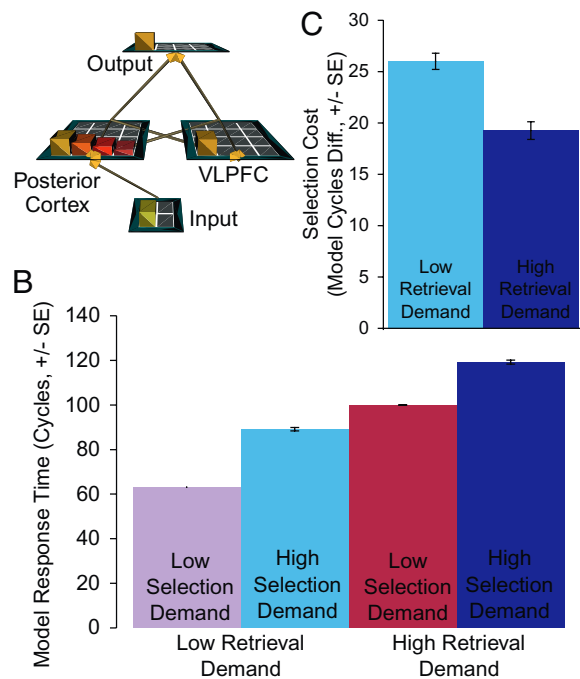 Output
Posterior
Cortex
VLPFC
Input
C
Selection Cost
(Model Cycles Diff., +/- SE)
30
25
20
15
10
5
0
Low
Retrieval
Demand
High
Retrieval
Demand
B
Model Response Time (Cycles, +/- SE)
140
120
100
80
60
40
20
0
Low
Selection
Demand
High
Selection
Demand
Low
Selection
Demand
High
Selection
Demand
Low Retrieval
Demand
High Retrieval
Demand